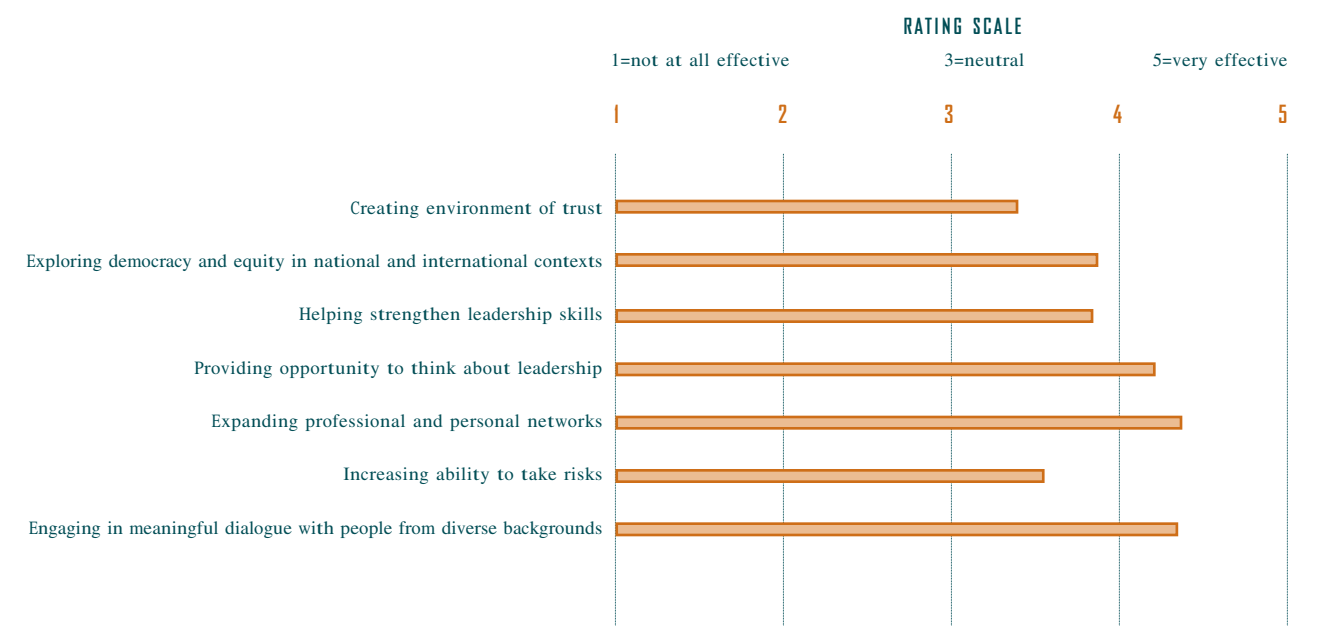 RATING SCALE
1=not at all effective 3=neutral 5=very effective
1 2 3 4 5
Creating environment of trust
Exploring democracy and equity in national and international contexts
Helping strengthen leadership skills
Providing opportunity to think about leadership
Expanding professional and personal networks
Increasing ability to take risks
Engaging in meaningful dialogue with people from diverse backgrounds